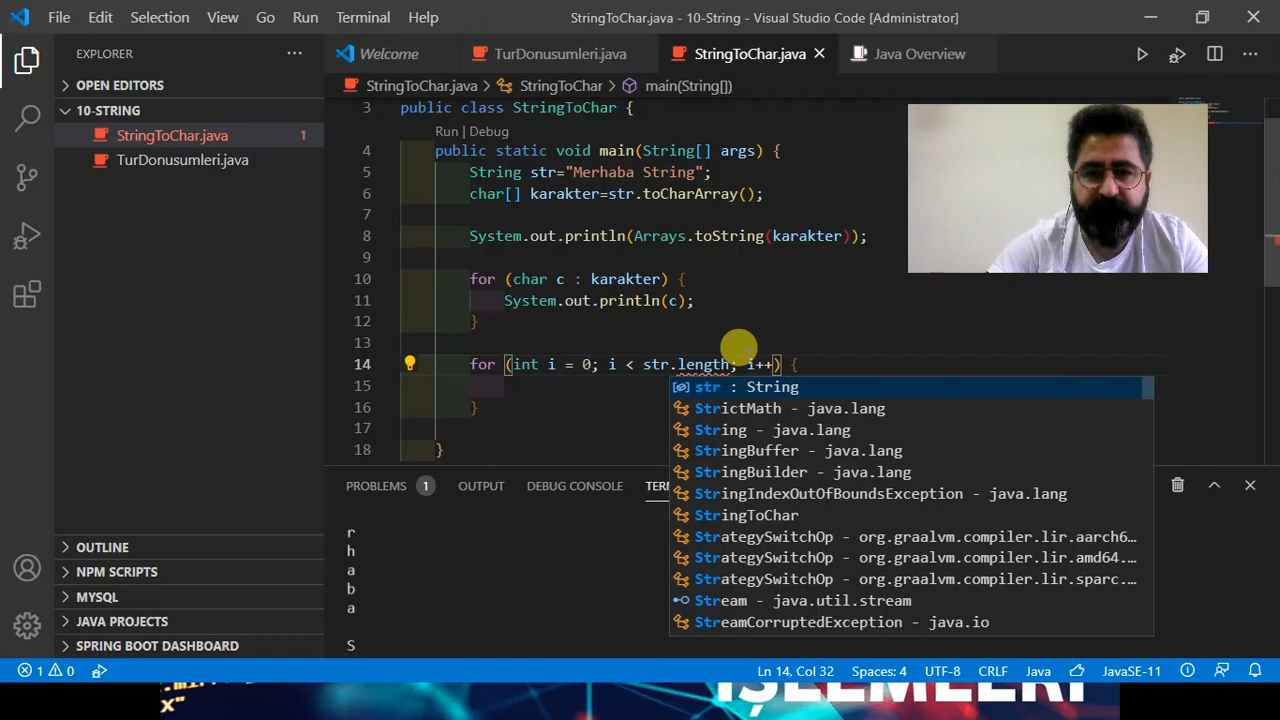 File Edit Selection View Go Run Terminal Help StringToChar.java - 10-String - Visual Studio Code [Administrator]
EXPLORER
Welcome TurDonusumleri.java StringToChar.java Java Overview
OPEN EDITORS
StringToChar.java > StringToChar > main(String[])
10-STRING
StringToChar.java 1
TurDonusumleri.java
3 public class StringToChar {
Run | Debug
4 public static void main(String[] args) {
5 String str="Merhaba String";
6 char[] karakter=str.toCharArray();
7
8 System.out.println(Arrays.toString(karakter));
9
10 for (char c : karakter) {
11 System.out.println(c);
12 }
13
14 for (int i = 0; i < str.length; i++) {
15
16 }
17
18 }
str : String
StrictMath - java.lang
String - java.lang
StringBuffer - java.lang
StringBuilder - java.lang
StringIndexOutOfBoundsException - java.lang
StringToChar
StrategySwitchOp - org.graalvm.compiler.lir.aarch6…
StrategySwitchOp - org.graalvm.compiler.lir.amd64.…
StrategySwitchOp - org.graalvm.compiler.lir.sparc.…
Stream - java.util.stream
StreamCorruptedException - java.io
PROBLEMS 1 OUTPUT DEBUG CONSOLE TERM
r
h
a
b
a
S
OUTLINE
NPM SCRIPTS
MYSQL
JAVA PROJECTS
SPRING BOOT DASHBOARD
1 0 Ln 14, Col 32 Spaces: 4 UTF-8 CRLF Java JavaSE-11
x"
İŞLEMLERİ